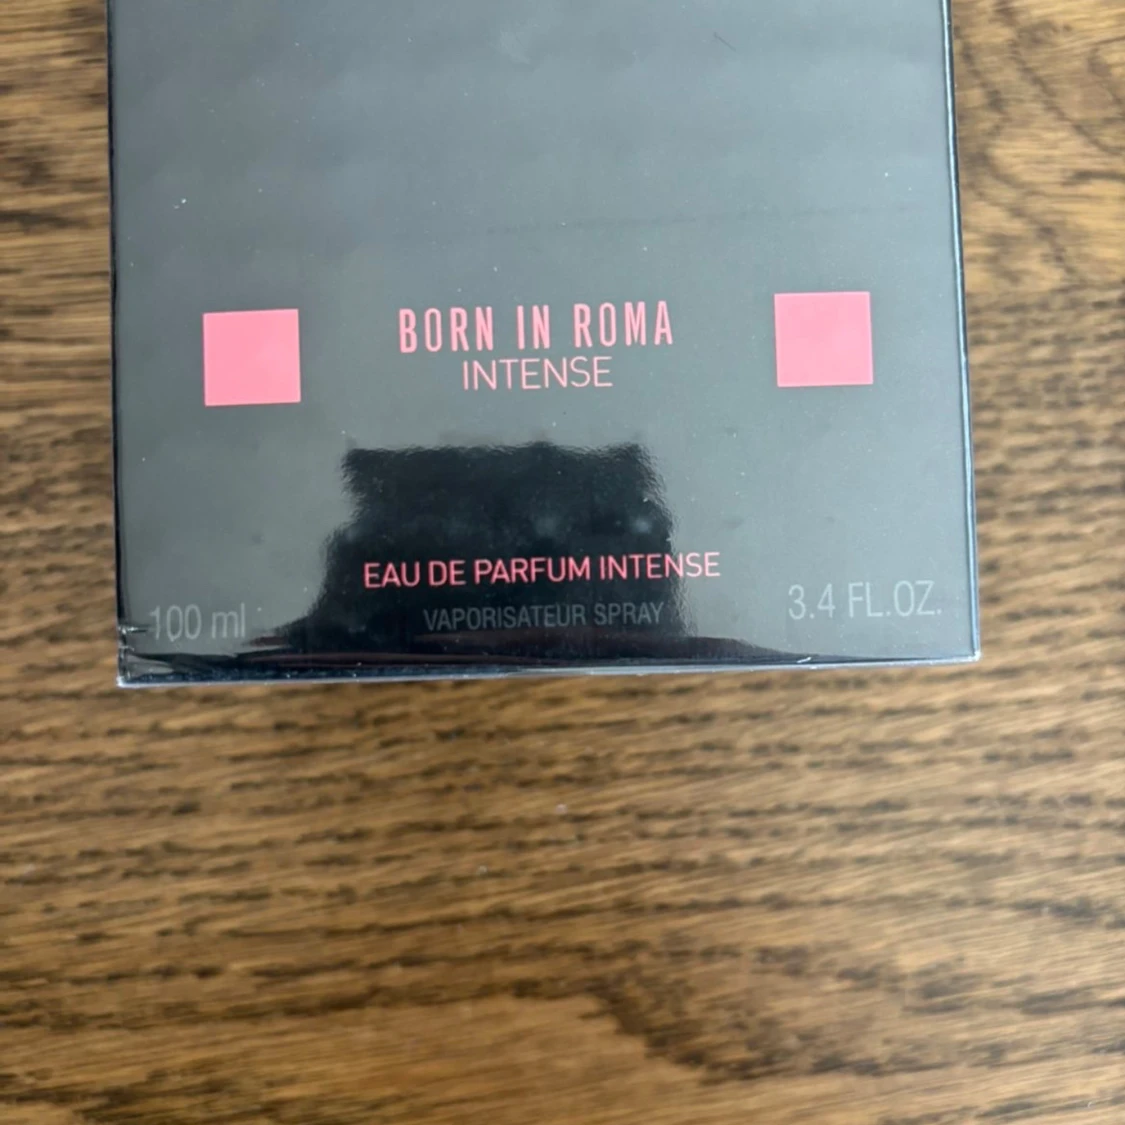 BORN IN ROMA
INTENSE
EAU DE PARFUM INTENSE
100 ml
VAPORISATEUR SPRAY
3.4 FL.OZ.